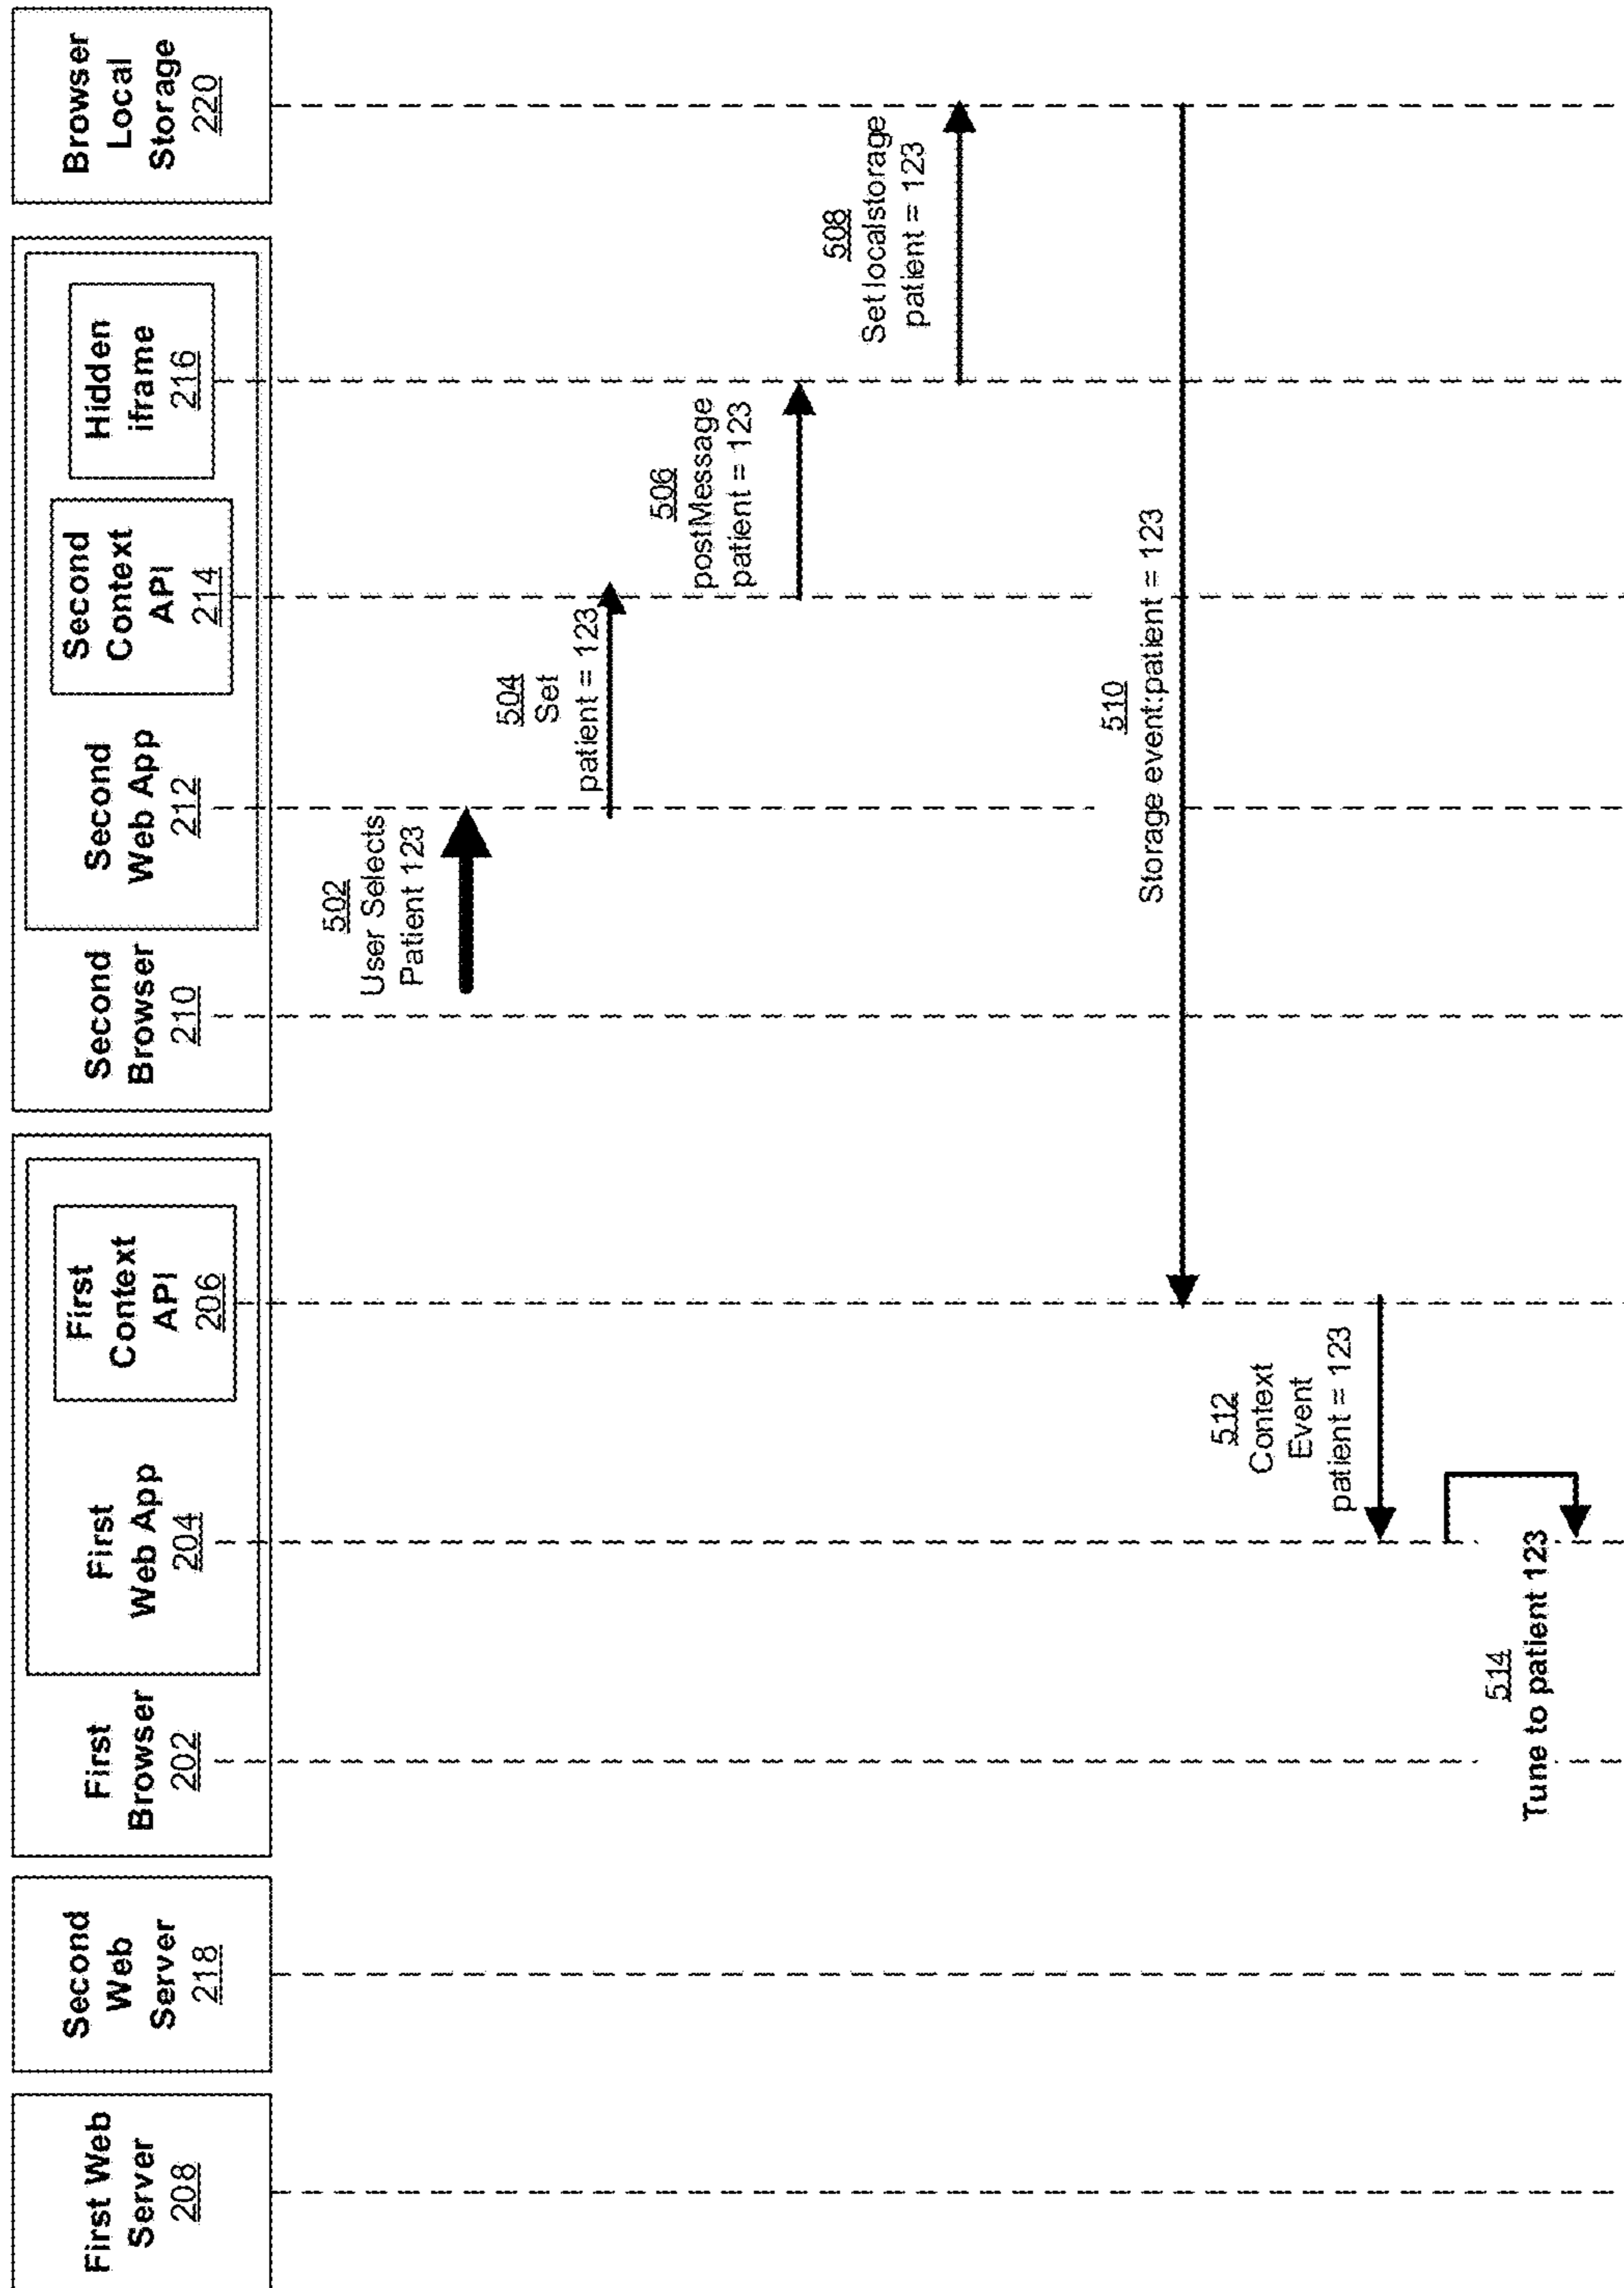 First Web
Server
208
Second
Web
Server
218
First
Browser
202
First
Web App
204
First
Context
API
206
Second
Browser
210
Second
Web App
212
Second
Context
API
214
Hidden
iframe
216
Browser
Local
Storage
220
502
User Selects
Patient 123
504
Set
patient = 123
506
postMessage
patient = 123
508
Set localstorage
patient = 123
510
Storage event:patient = 123
512
Context
Event
patient = 123
514
Tune to patient 123